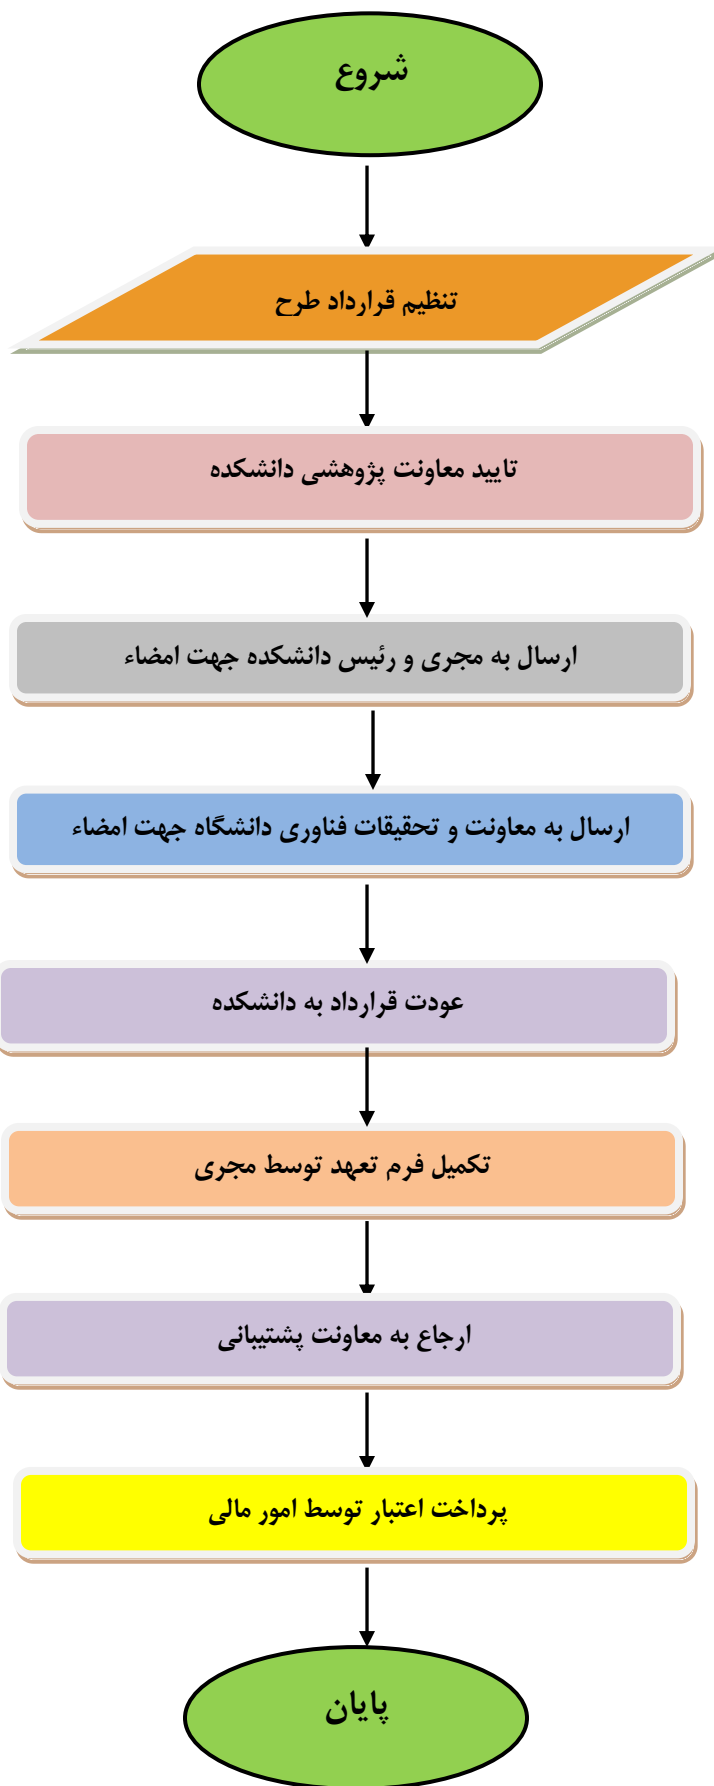 شروع
تنظیم قرارداد طرح
تایید معاونت پژوهشی دانشکده
ارسال به مجری و رئیس دانشکده جهت امضاء
ارسال به معاونت و تحقیقات فناوری دانشگاه جهت امضاء
عودت قرارداد به دانشکده
تکمیل فرم تعهد توسط مجری
ارجاع به معاونت پشتیبانی
پرداخت اعتبار توسط امور مالی
پایان